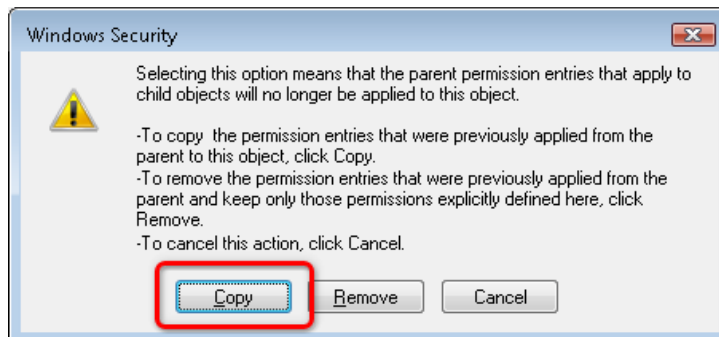 Windows Security
Selecting this option means that the parent permission entries that apply to
child objects will no longer be applied to this object.
-To copy the permission entries that were previously applied from the
parent to this object, click Copy.
-To remove the permission entries that were previously applied from the
parent and keep only those permissions explicitly defined here, click
Remove.
-To cancel this action, click Cancel.
Copy Remove Cancel